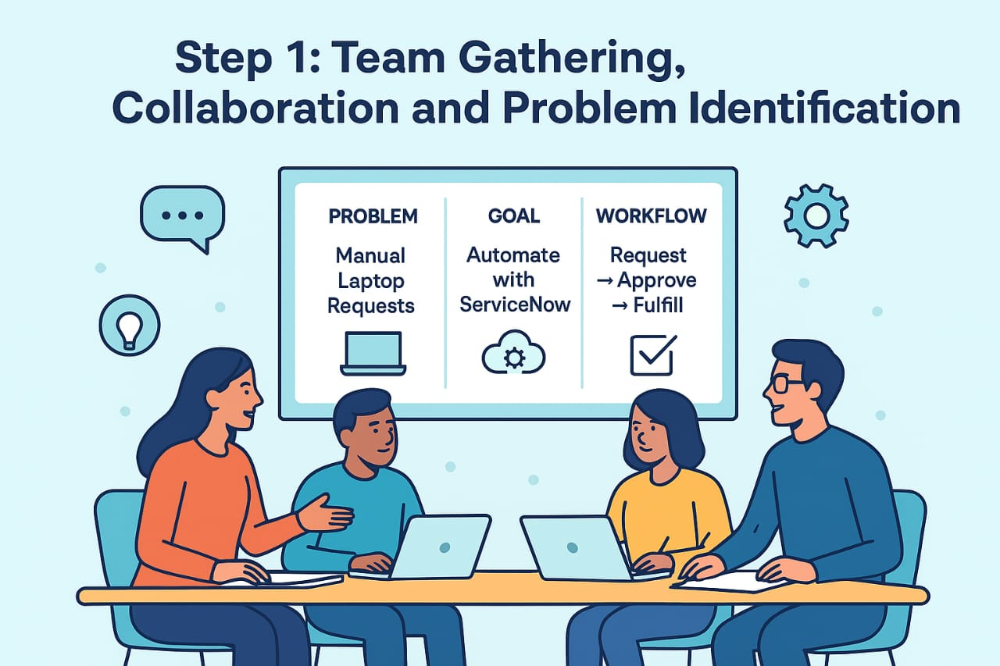 Step 1: Team Gathering,
Collaboration and Problem Identification
PROBLEM
Manual
Laptop
Requests
GOAL
Automate
with
ServiceNow
WORKFLOW
Request
→ Approve
→ Fulfill